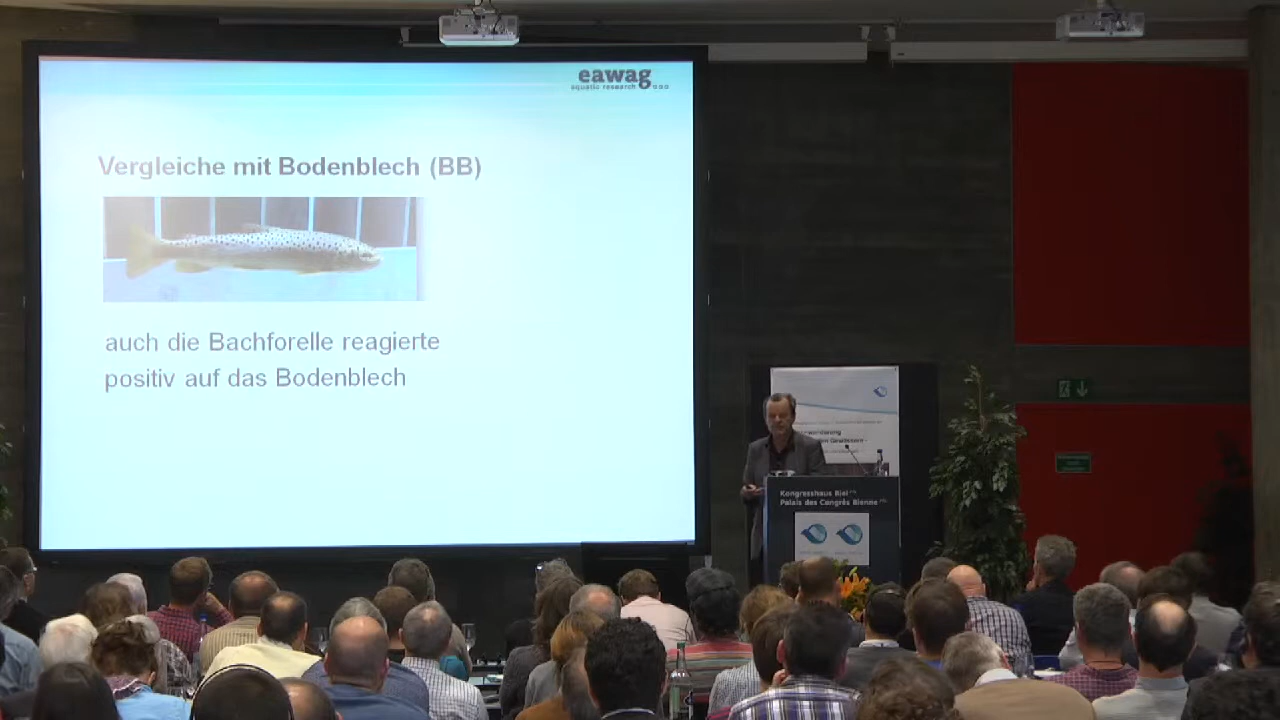 eawag
aquatic research
Vergleiche mit Bodenblech (BB)
auch die Bachforelle reagierte
positiv auf das Bodenblech
Kongresshaus Biel
Palais des Congrès Bienne